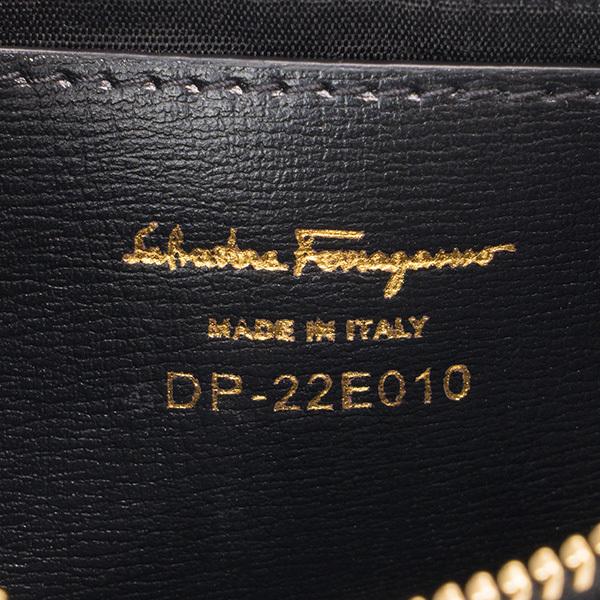 Salvatore Ferragamo
MADE IN ITALY
DP-22E010